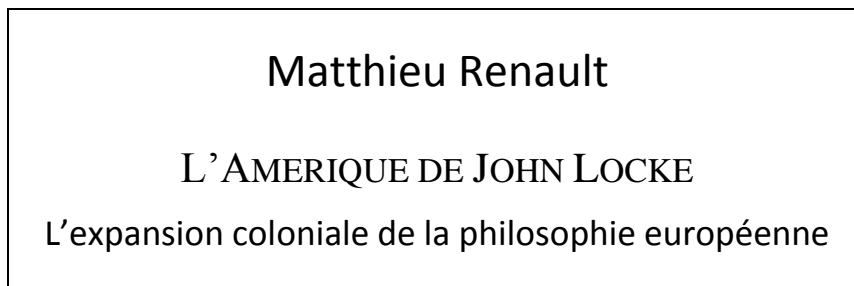 Matthieu Renault
L’AMERIQUE DE JOHN LOCKE
L’expansion coloniale de la philosophie européenne